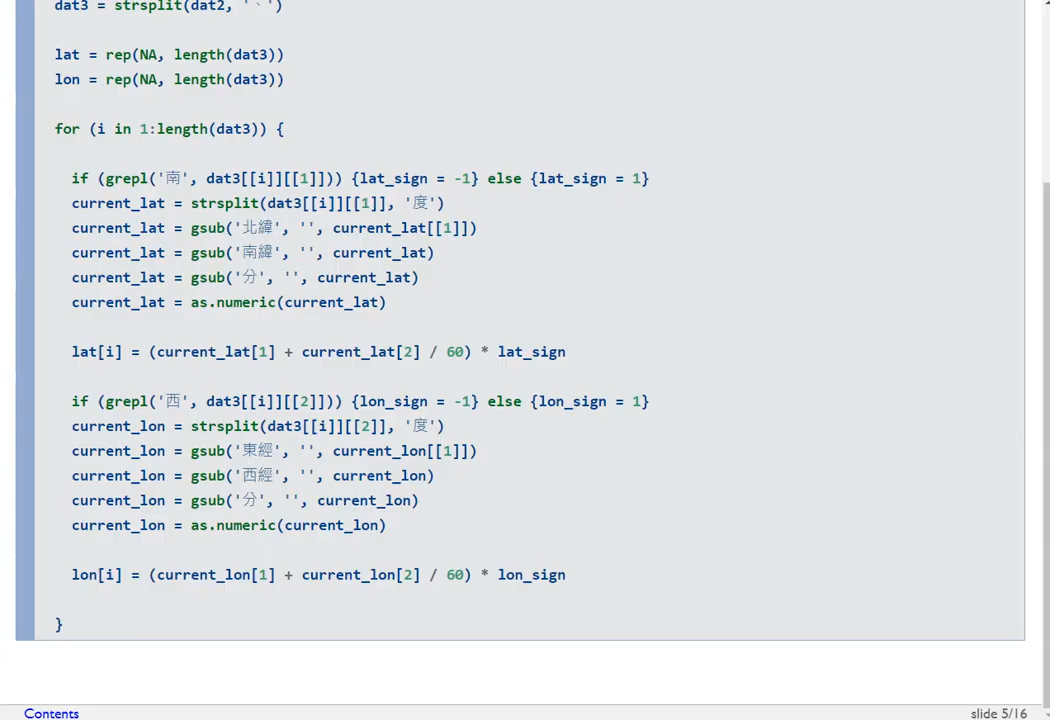 dat3 = strsplit(dat2, '、')
lat = rep(NA, length(dat3))
lon = rep(NA, length(dat3))
for (i in 1:length(dat3)) {
if (grepl('南', dat3[[i]][[1]])) {lat_sign = -1} else {lat_sign = 1}
current_lat = strsplit(dat3[[i]][[1]], '度')
current_lat = gsub('北緯', '', current_lat[[1]])
current_lat = gsub('南緯', '', current_lat)
current_lat = gsub('分', '', current_lat)
current_lat = as.numeric(current_lat)
lat[i] = (current_lat[1] + current_lat[2] / 60) * lat_sign
if (grepl('西', dat3[[i]][[2]])) {lon_sign = -1} else {lon_sign = 1}
current_lon = strsplit(dat3[[i]][[2]], '度')
current_lon = gsub('東經', '', current_lon[[1]])
current_lon = gsub('西經', '', current_lon)
current_lon = gsub('分', '', current_lon)
current_lon = as.numeric(current_lon)
lon[i] = (current_lon[1] + current_lon[2] / 60) * lon_sign
}
Contents
slide 5/16